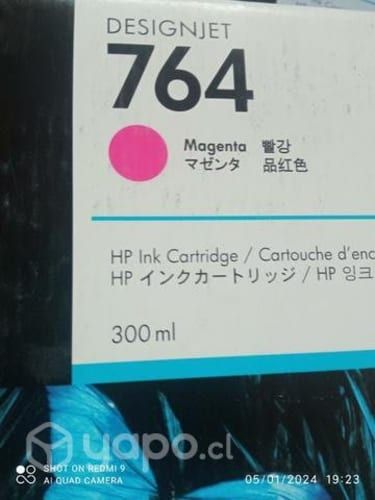 DESIGNJET
764
Magenta 빨강
マゼンタ 品红色
HP Ink Cartridge / Cartouche d'enc
HP インクカートリッジ / HP 잉크
300 ml
yapo.cl
SHOT ON REDMI 9
AI QUAD CAMERA
05/01/2024 19:23